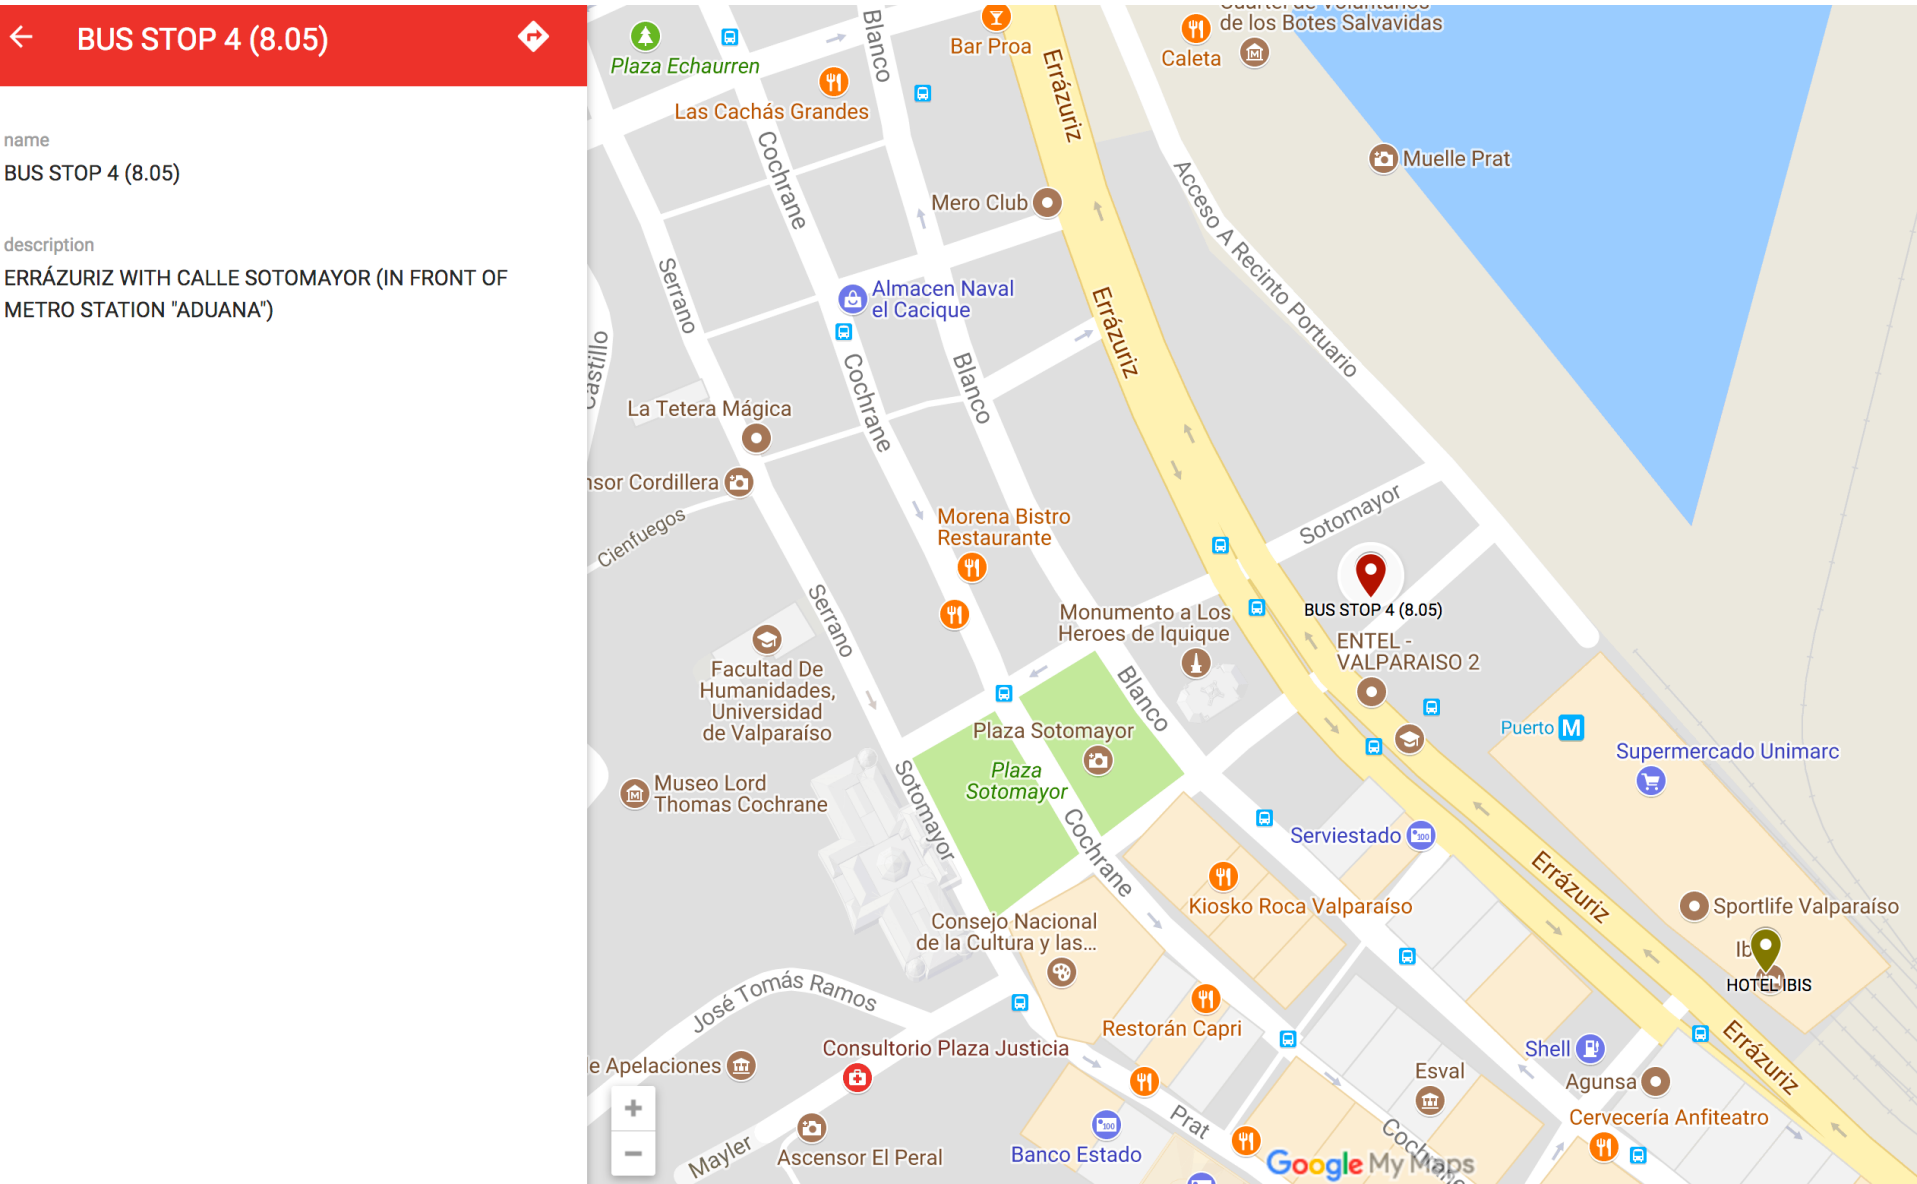 BUS STOP 4 (8.05)
name
BUS STOP 4 (8.05)
description
ERRÁZURIZ WITH CALLE SOTOMAYOR (IN FRONT OF
METRO STATION "ADUANA")
de los Botes Salvavidas
Blanco
Bar Proa
Caleta
Plaza Echaurren
Errázuriz
Las Cachás Grandes
Cochrane
Muelle Prat
Mero Club
Acceso A Recinto Portuario
Serrano
Almacen Naval
el Cacique
Errázuriz
Castillo
Cochrane
Blanco
La Tetera Mágica
nsor Cordillera
Cienfuegos
Sotomayor
Morena Bistro
Restaurante
Serrano
BUS STOP 4 (8.05)
Monumento a Los
Heroes de Iquique
ENTEL -
VALPARAISO 2
Facultad De
Humanidades,
Universidad
de Valparaíso
Blanco
Plaza Sotomayor
Puerto M
Supermercado Unimarc
Plaza
Sotomayor
Museo Lord
Thomas Cochrane
Sotomayor
Cochrane
Serviestado
Errázuriz
Kiosko Roca Valparaíso
Sportlife Valparaíso
Consejo Nacional
de la Cultura y las...
HOTEL IBIS
José Tomás Ramos
Restorán Capri
Errázuriz
Consultorio Plaza Justicia
Shell
e Apelaciones
Esval
Agunsa
Cervecería Anfiteatro
Prat
Cochrane
Mayler
Ascensor El Peral
Banco Estado
Google My Maps